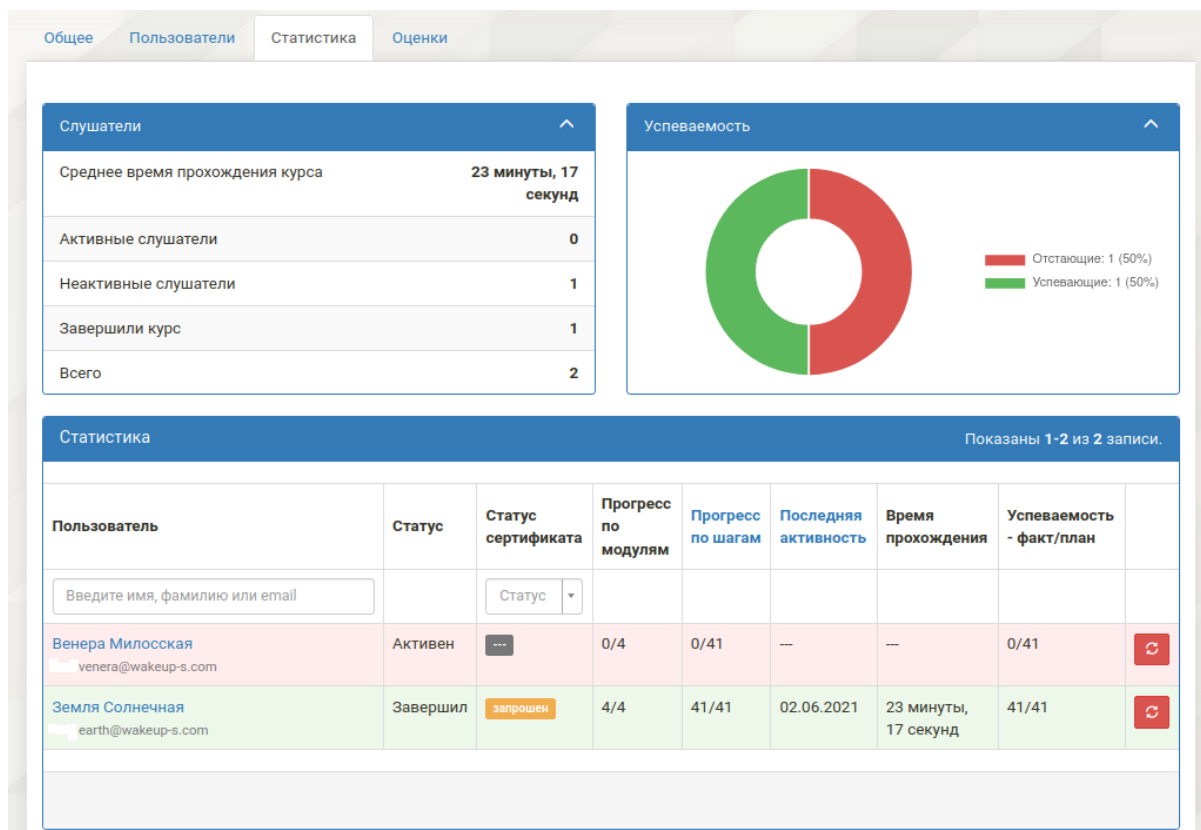 Общее Пользователи Статистика Оценки
Слушатели
Среднее время прохождения курса 23 минуты, 17
секунд
Активные слушатели 0
Неактивные слушатели 1
Завершили курс 1
Всего 2
Успеваемость
Отстающие: 1 (50%)
Успевающие: 1 (50%)
Статистика Показаны 1-2 из 2 записи.
Пользователь Статус Статус сертификата Прогресс по модулям Прогресс по шагам Последняя активность Время прохождения Успеваемость - факт/план
Введите имя, фамилию или email Статус
Венера Милосская Активен --- 0/4 0/41 --- --- 0/41
venera@wakeup-s.com
Земля Солнечная Завершил запрошен 4/4 41/41 02.06.2021 23 минуты, 41/41
earth@wakeup-s.com 17 секунд